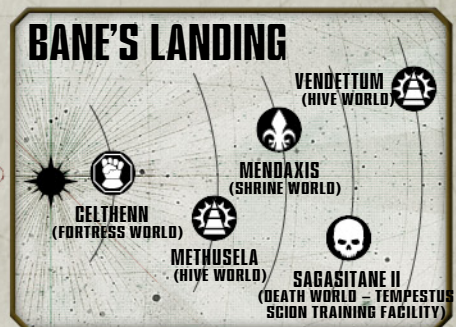 BANE'S LANDING
VENDETTUM
(HIVE WORLD)
MENDAXIS
(SHRINE WORLD)
CELTHENN
(FORTRESS WORLD)
METHUSELA
(HIVE WORLD)
SAGASITANE II
(DEATH WORLD – TEMPESTUS
SCION TRAINING FACILITY)